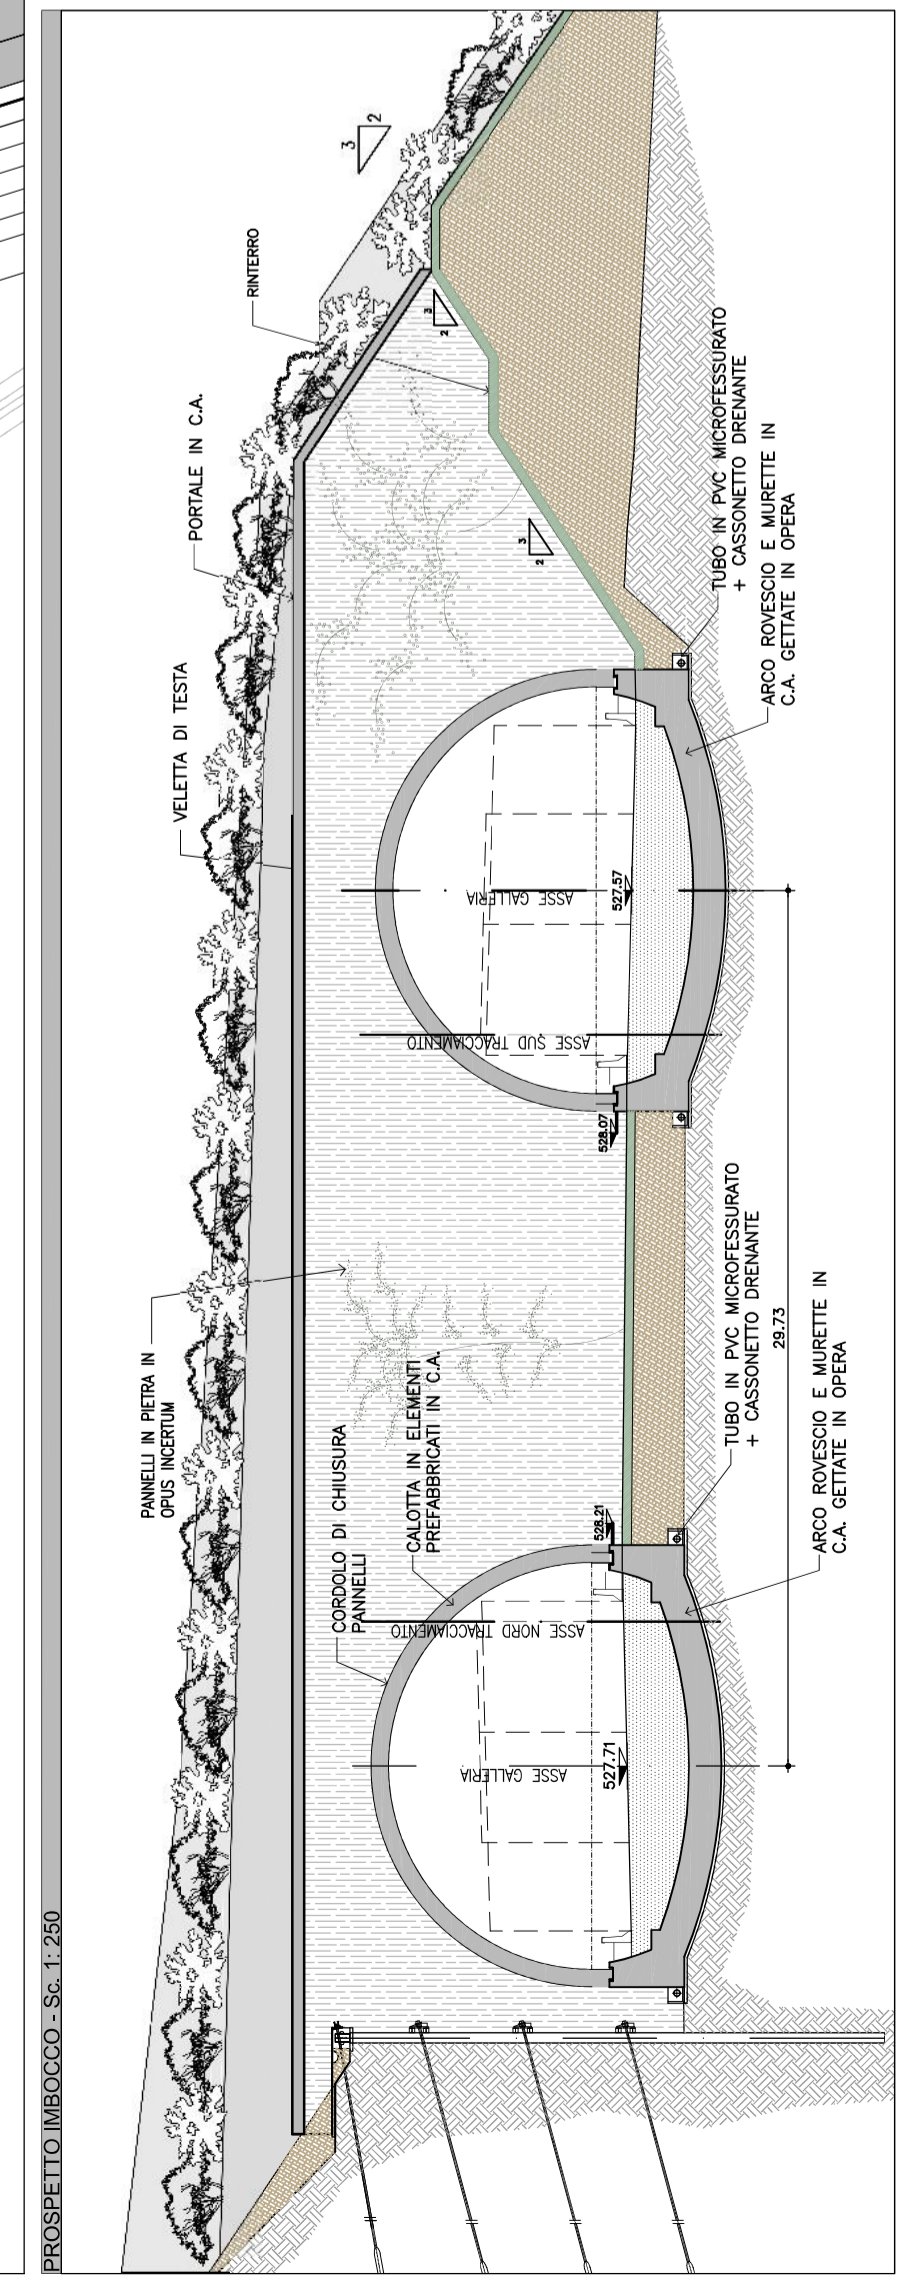 PROSPETTO IMBOCCO - Sc. 1: 250
PANNELLI IN PIETRA IN
OPUS INCERTUM
VELETTA DI TESTA
PORTALE IN C.A.
RINTERRO
3
2
3
2
3
2
CORDOLO DI CHIUSURA
PANNELLI
CALOTTA IN ELEMENTI
PREFABBRICATI IN C.A.
ASSE GALLERIA
ASSE NORD TRACCIAMENTO
527.71
528.21
ASSE SUD TRACCIAMENTO
ASSE GALLERIA
528.07
527.57
TUBO IN PVC MICROFESSURATO
+ CASSONETTO DRENANTE
29.73
ARCO ROVESCIO E MURETTE IN
C.A. GETTATE IN OPERA
TUBO IN PVC MICROFESSURATO
+ CASSONETTO DRENANTE
ARCO ROVESCIO E MURETTE IN
C.A. GETTATE IN OPERA